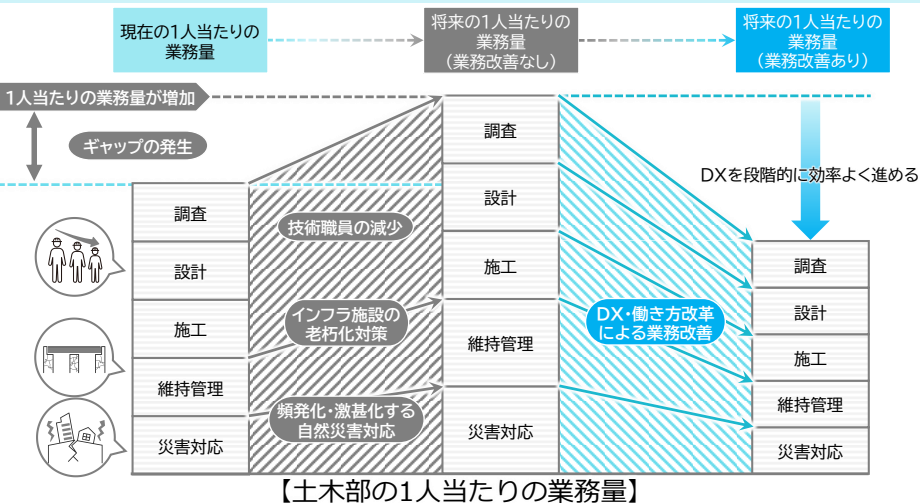 現在の1人当たりの
業務量
将来の1人当たりの
業務量
（業務改善なし）
将来の1人当たりの
業務量
（業務改善あり）
1人当たりの業務量が増加
ギャップの発生
調査
設計
施工
維持管理
災害対応
技術職員の減少
インフラ施設の
老朽化対策
頻発化・激甚化する
自然災害対応
調査
設計
施工
維持管理
災害対応
DX・働き方改革
による業務改善
DXを段階的に効率よく進める
調査
設計
施工
維持管理
災害対応
【土木部の1人当たりの業務量】